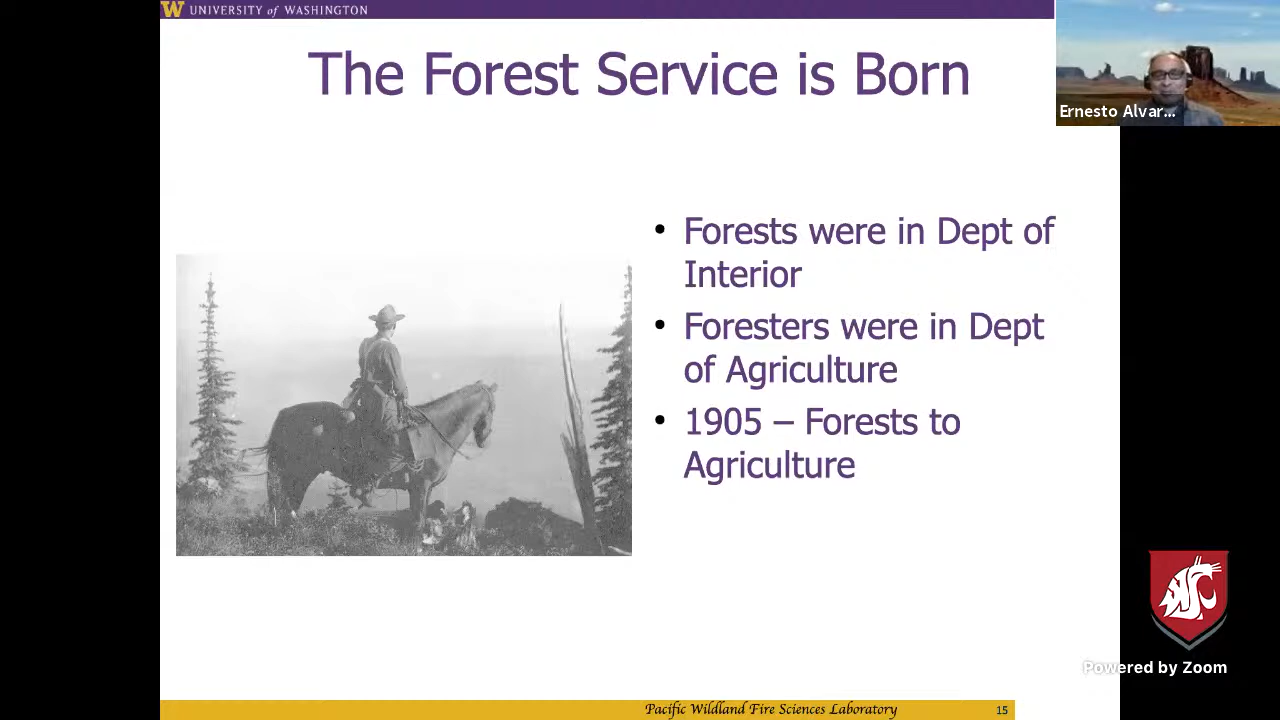 W UNIVERSITY of WASHINGTON
The Forest Service is Born
Ernesto Alvar...
• Forests were in Dept of
Interior
• Foresters were in Dept
of Agriculture
• 1905 – Forests to
Agriculture
WSU
Powered by Zoom
Pacific Wildland Fire Sciences Laboratory
15